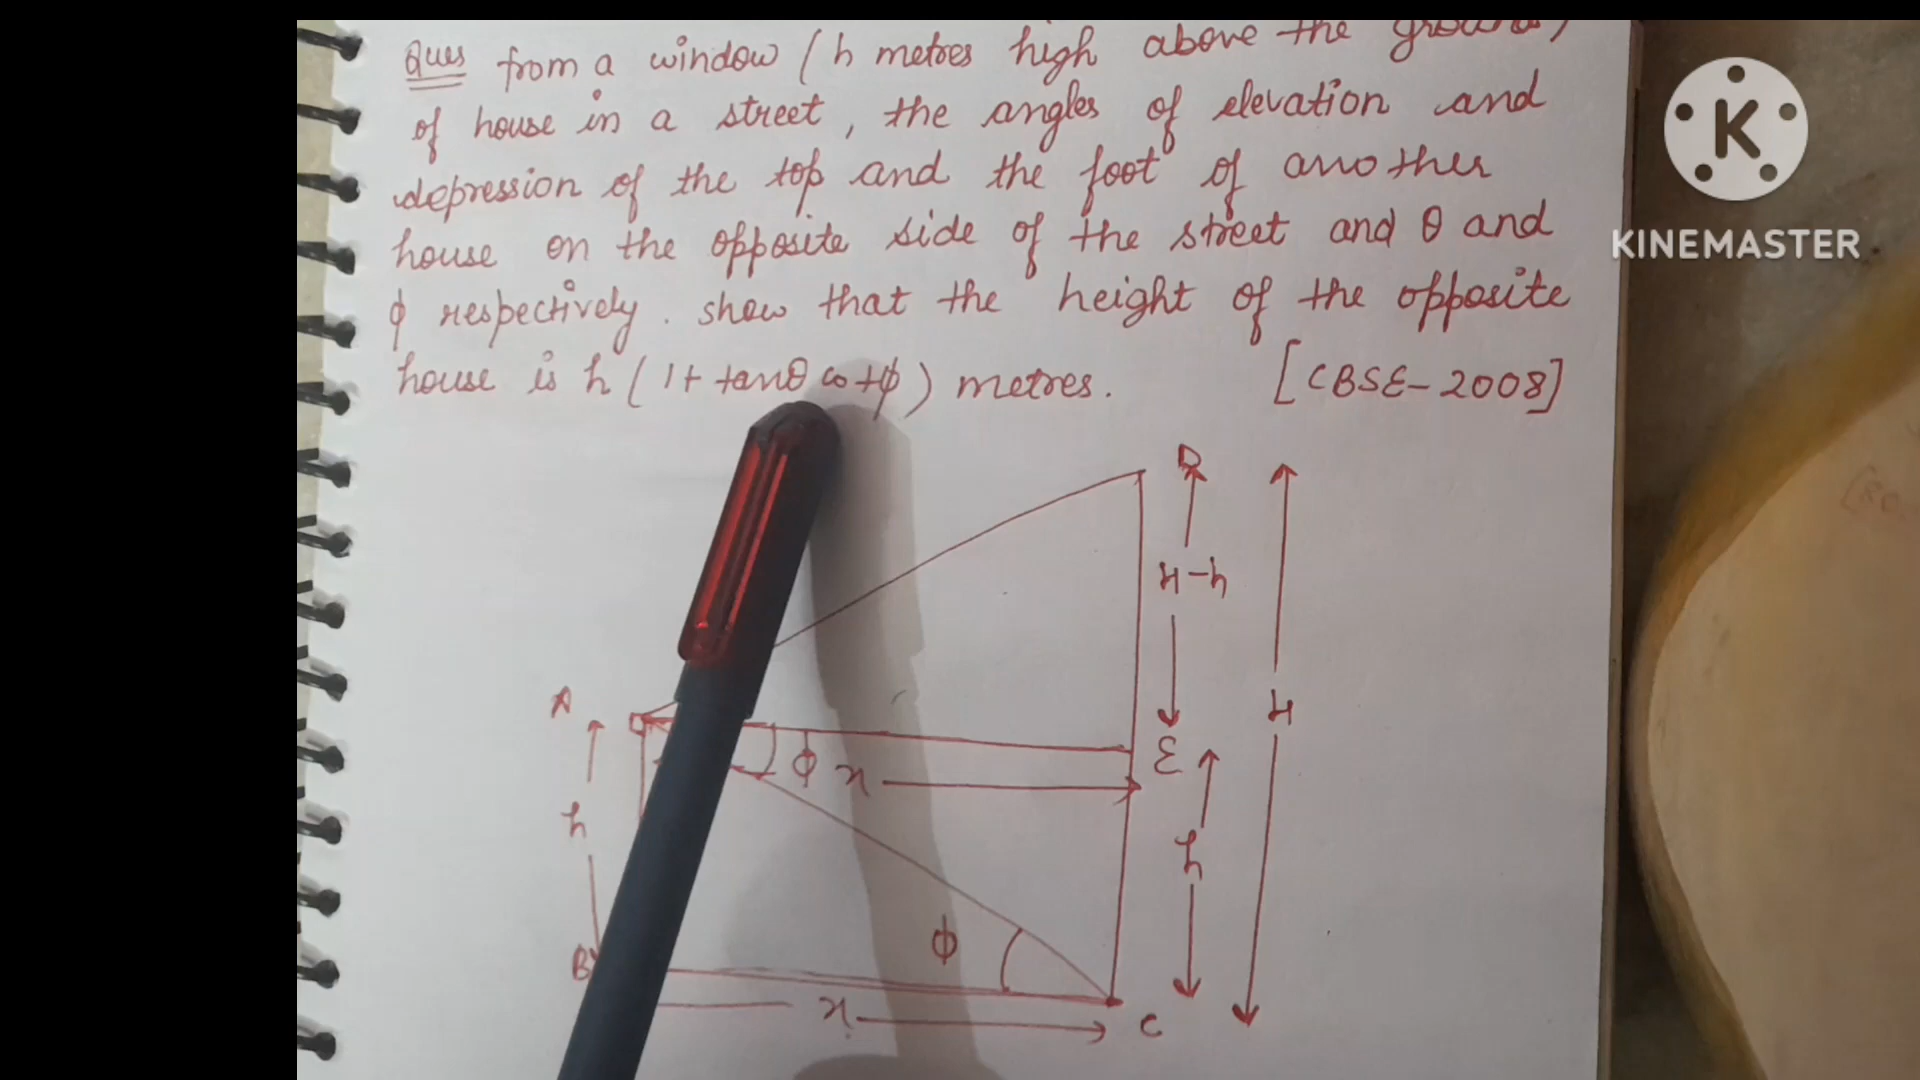 Ques from a window (h metres high above the ground)
of house in a street, the angles of elevation and
depression of the top and the foot of another
house on the opposite side of the street and θ and
ϕ respectively. show that the height of the opposite
house is h (1+ tanθ cotϕ) metres. [CBSE-2008]
D
H-h
H
A
E
ϕ x
h
h
ϕ
B
x
C
K
KINEMASTER